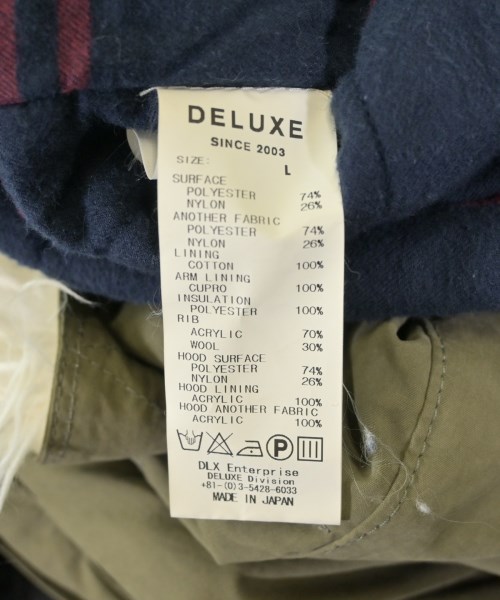 DELUXE
SINCE 2003
SIZE: L
SURFACE
POLYESTER 74%
NYLON 26%
ANOTHER FABRIC
POLYESTER 74%
NYLON 26%
LINING
COTTON 100%
ARM LINING
CUPRO 100%
INSULATION
POLYESTER 100%
RIB
ACRYLIC 70%
WOOL 30%
HOOD SURFACE
POLYESTER 74%
NYLON 26%
HOOD LINING
ACRYLIC 100%
HOOD ANOTHER FABRIC
ACRYLIC 100%
P
DLX Enterprise
DELUXE Division
+81-(0)3-5428-6033
MADE IN JAPAN